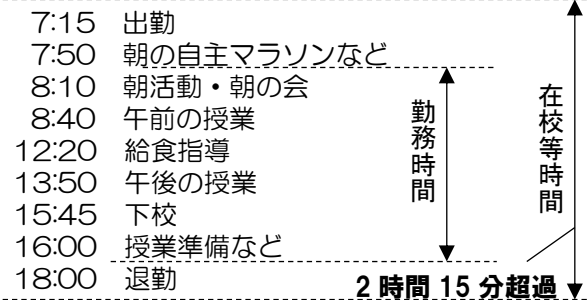 7:15 出勤
7:50 朝の自主マラソンなど
8:10 朝活動・朝の会
8:40 午前の授業
12:20 給食指導
13:50 午後の授業
15:45 下校
16:00 授業準備など
18:00 退勤
勤務時間
在校等時間
2 時間 15 分超過